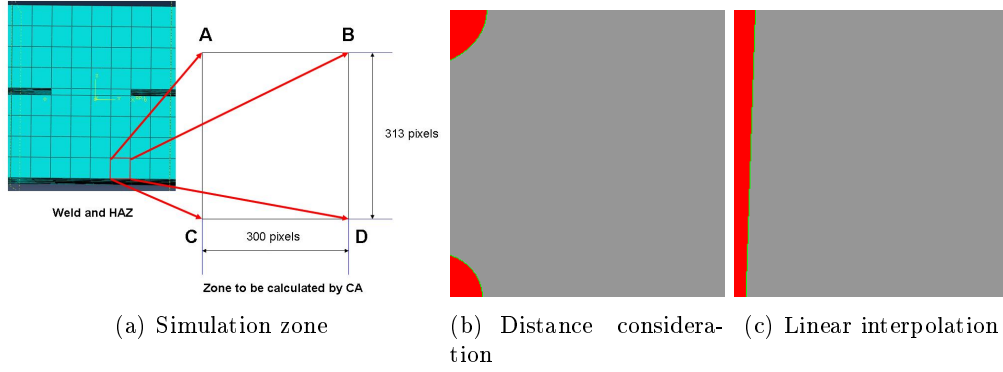 A
B
313 pixels
Weld and HAZ
C
300 pixels
D
Zone to be calculated by CA
(a) Simulation zone
(b) Distance considera-
tion
(c) Linear interpolation